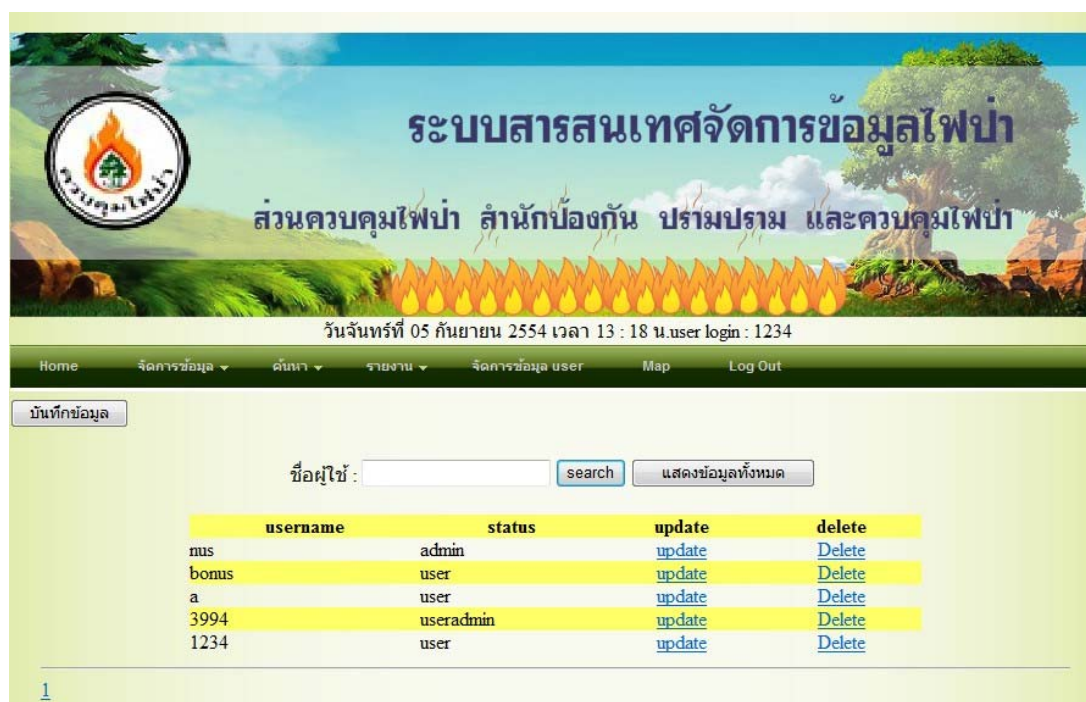 ระบบสารสนเทศจัดการข้อมูลไฟป่า
ส่วนควบคุมไฟป่า สำนักป้องกัน ปรามปราม และควบคุมไฟป่า
ควบคุมไฟป่า
วันจันทร์ที่ 05 กันยายน 2554 เวลา 13 : 18 น.user login : 1234
Home จัดการข้อมูล ค้นหา รายงาน จัดการข้อมูล user Map Log Out
บันทึกข้อมูล
ชื่อผู้ใช้ : search แสดงข้อมูลทั้งหมด
username status update delete
nus admin update Delete
bonus user update Delete
a user update Delete
3994 useradmin update Delete
1234 user update Delete
1